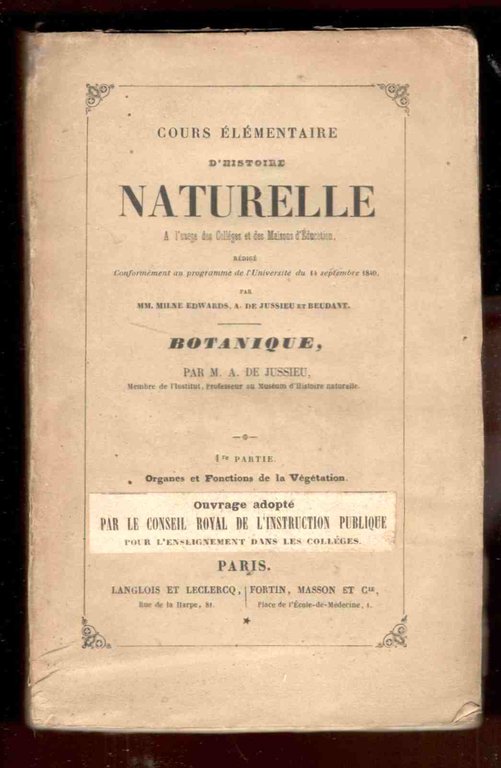 COURS ÉLÉMENTAIRE
D'HISTOIRE
NATURELLE
A l'usage des Colléges et des Maisons d'Éducation,
RÉDIGÉ
Conformément au programme de l'Université du 14 septembre 1840,
PAR
MM. MILNE EDWARDS, A. DE JUSSIEU ET BEUDANT.
BOTANIQUE,
PAR M. A. DE JUSSIEU,
Membre de l'Institut, Professeur au Muséum d'Histoire naturelle.
1re PARTIE.
Organes et Fonctions de la Végétation.
Ouvrage adopté
PAR LE CONSEIL ROYAL DE L'INSTRUCTION PUBLIQUE
POUR L'ENSEIGNEMENT DANS LES COLLÉGES.
PARIS.
LANGLOIS ET LECLERCQ, FORTIN, MASSON ET Cie,
Rue de la Harpe, 81. Place de l'École-de-Médecine, 1.